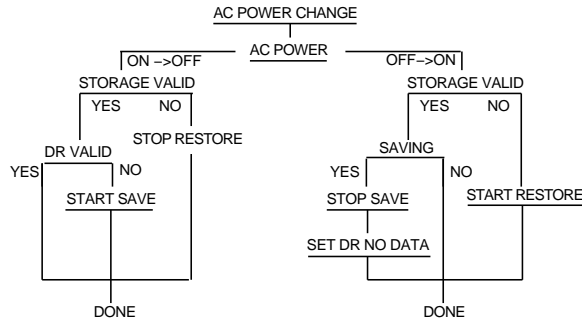 AC POWER CHANGE
AC POWER
ON −>OFF
OFF−>ON
STORAGE VALID
STORAGE VALID
YES NO
YES NO
STOP RESTORE
DR VALID
SAVING
YES NO
YES NO
START SAVE
STOP SAVE
START RESTORE
SET DR NO DATA
DONE
DONE